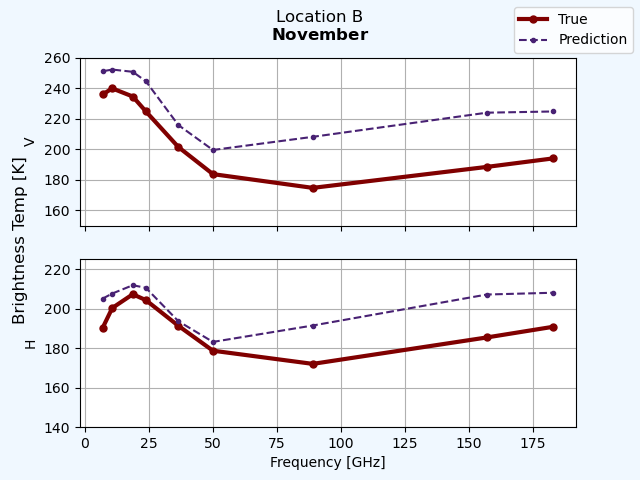 Location B
November
True
Prediction
260
240
220
200
180
160
V
Brightness Temp [K]
220
200
180
160
140
H
0 25 50 75 100 125 150 175
Frequency [GHz]